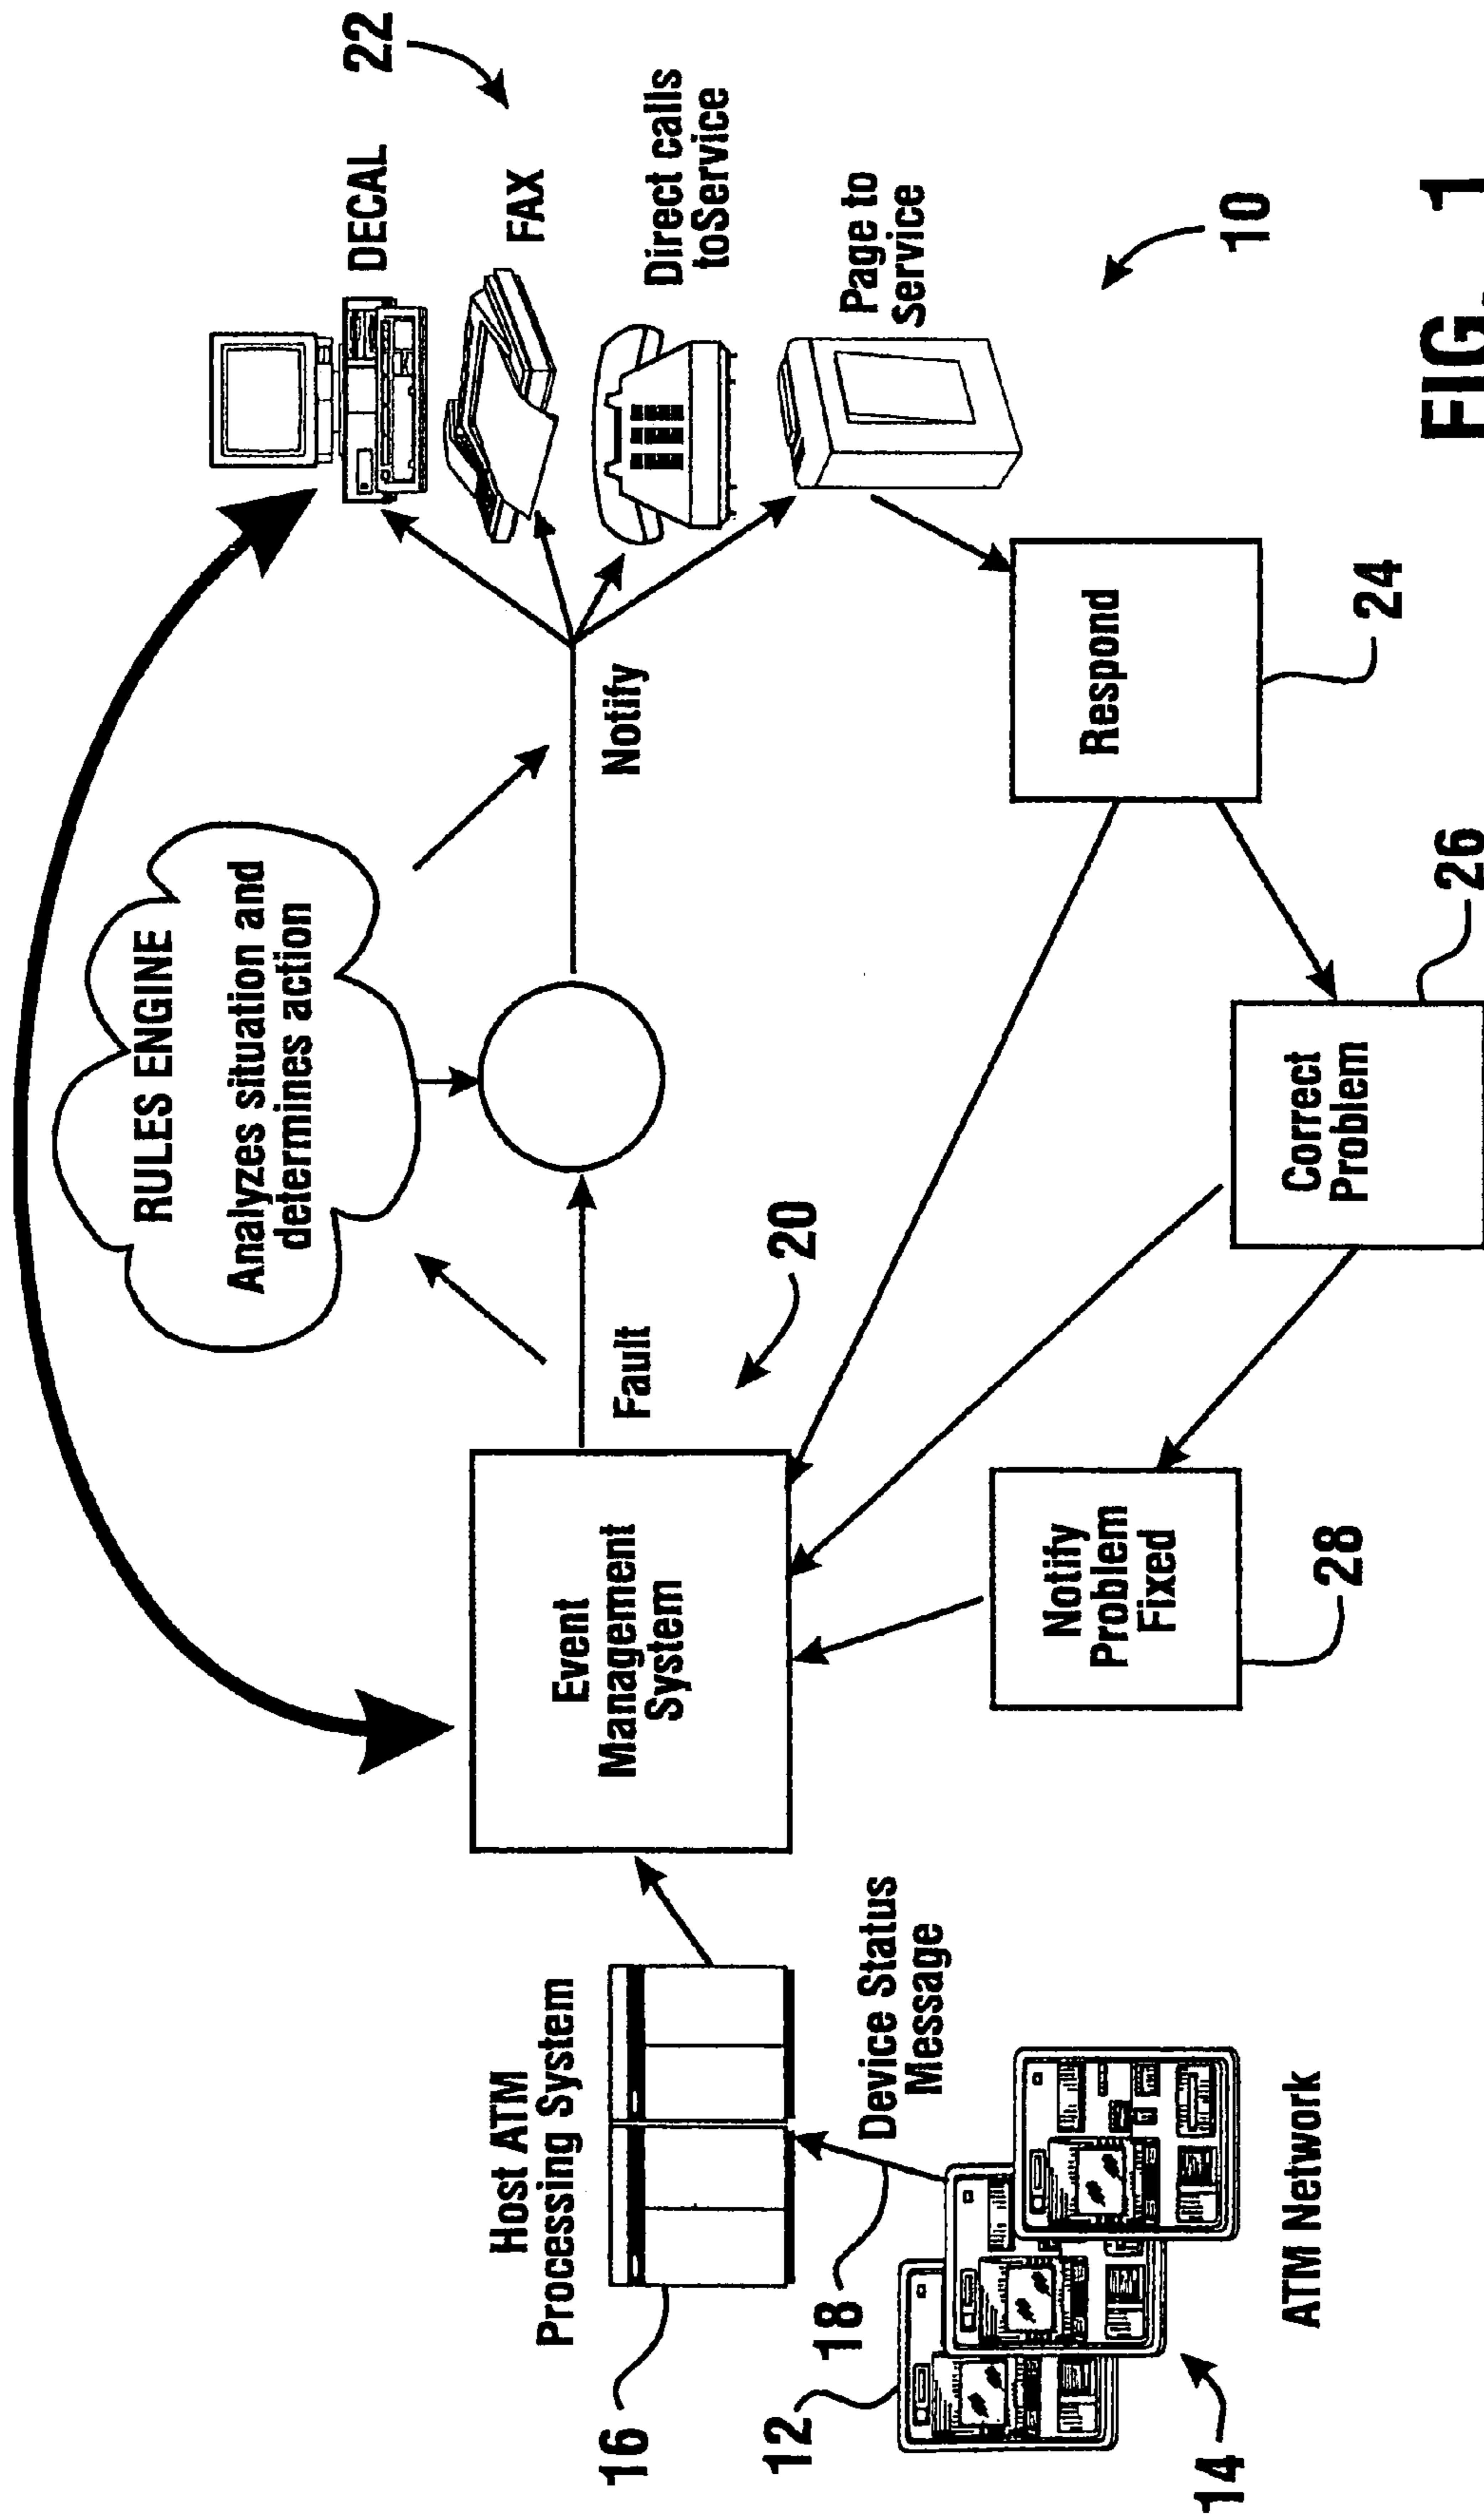 RULES ENGINE
Analyzes situation and
determines action
22
DECAL
FAX
Direct calls
toService
Page to
service
10
Host ATM
Processing System
16
Event
Management
System
Fault
20
Notify
Device Status
Message
18
12
14
ATM Network
Notify
Problem
Fixed
28
Correct
Problem
26
Respond
24
FIG. 1